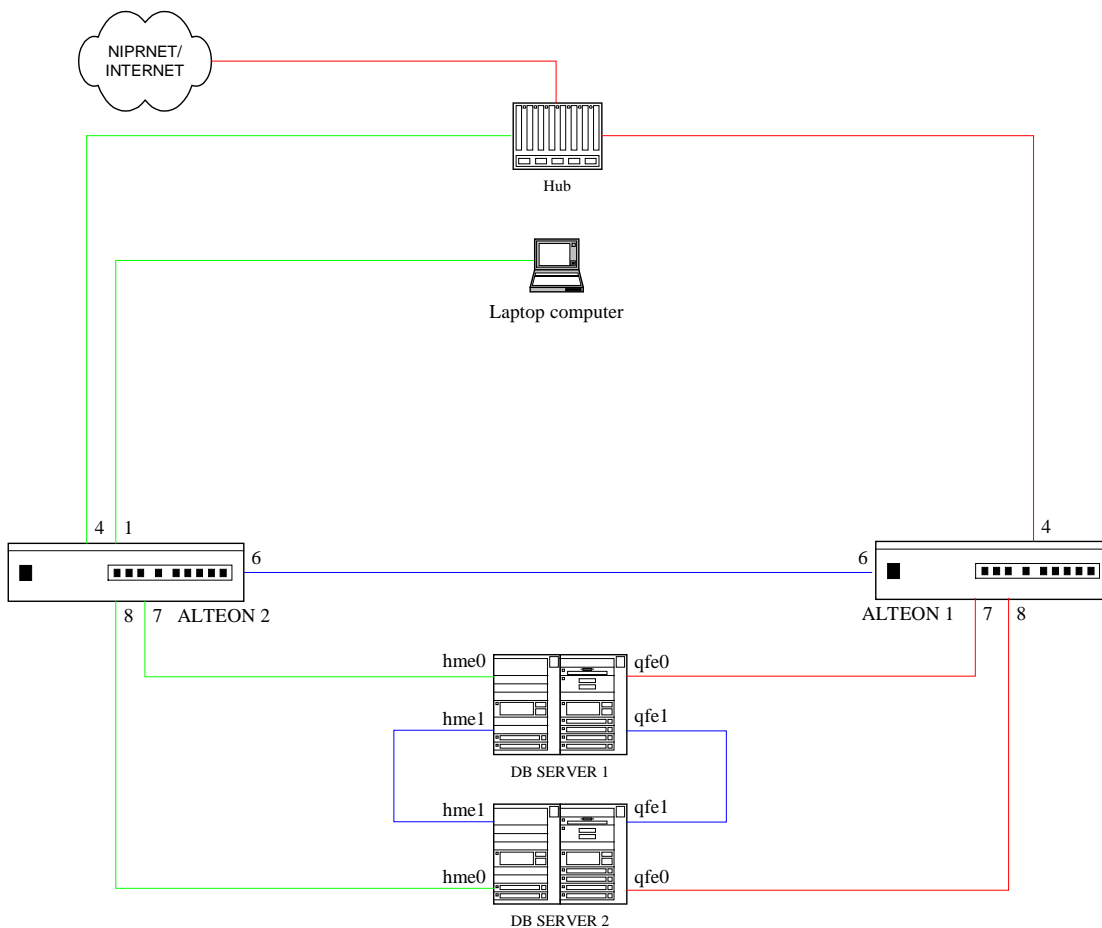 NIPRNET/
INTERNET
Hub
Laptop computer
4 1
4
6
6
8 7 ALTEON 2
ALTEON 1 7 8
hme0
qfe0
hme1
qfe1
DB SERVER 1
hme1
qfe1
hme0
qfe0
DB SERVER 2